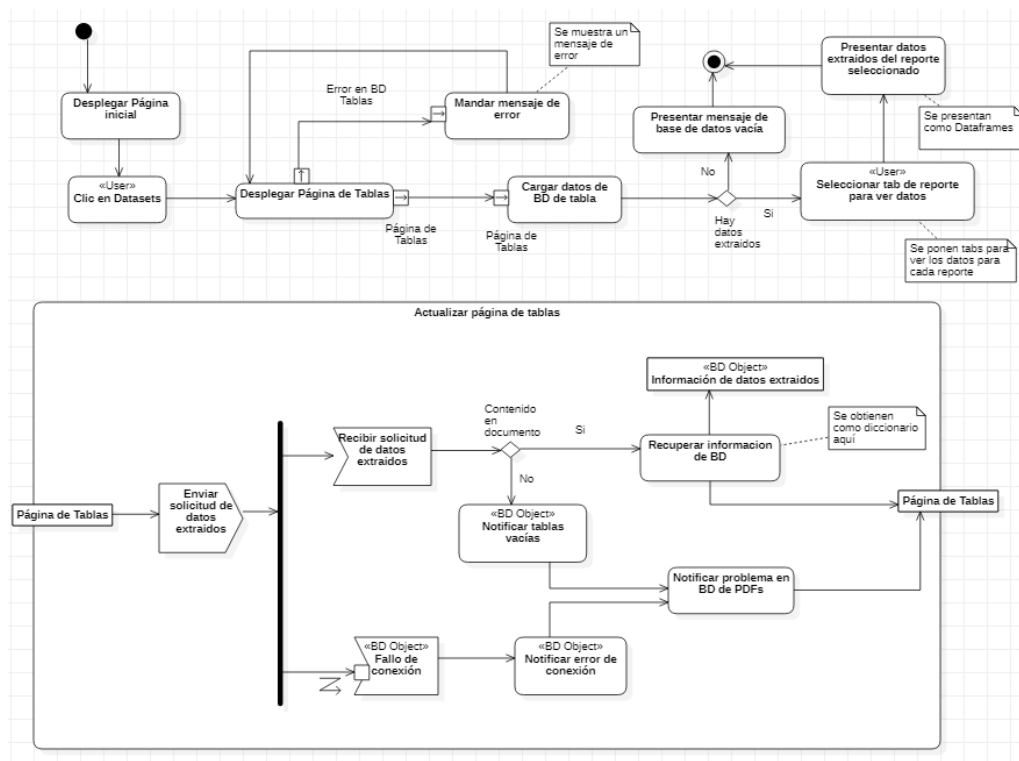 Se muestra un
mensaje de
error
Presentar datos
extraidos del reporte
seleccionado
Desplegar Página
inicial
Error en BD
Tablas
Mandar mensaje de
error
Presentar mensaje de
base de datos vacía
Se presentan
como Dataframes
«User»
Clic en Datasets
Desplegar Página de Tablas
Página de
Tablas
Página de
Tablas
Cargar datos de
BD de tabla
No
Hay
datos
extraidos
Si
«User»
Seleccionar tab de reporte
para ver datos
Se ponen tabs para
ver los datos para
cada reporte
Actualizar página de tablas
Página de Tablas
Enviar
solicitud de
datos
extraidos
Recibir solicitud
de datos
extraidos
Contenido
en
documento
Si
No
«BD Object»
Información de datos extraidos
Recuperar informacion
de BD
Se obtienen
como diccionario
aquí
Página de Tablas
«BD Object»
Notificar tablas
vacías
Notificar problema en
BD de PDFs
«BD Object»
Fallo de
conexión
«BD Object»
Notificar error de
conexión